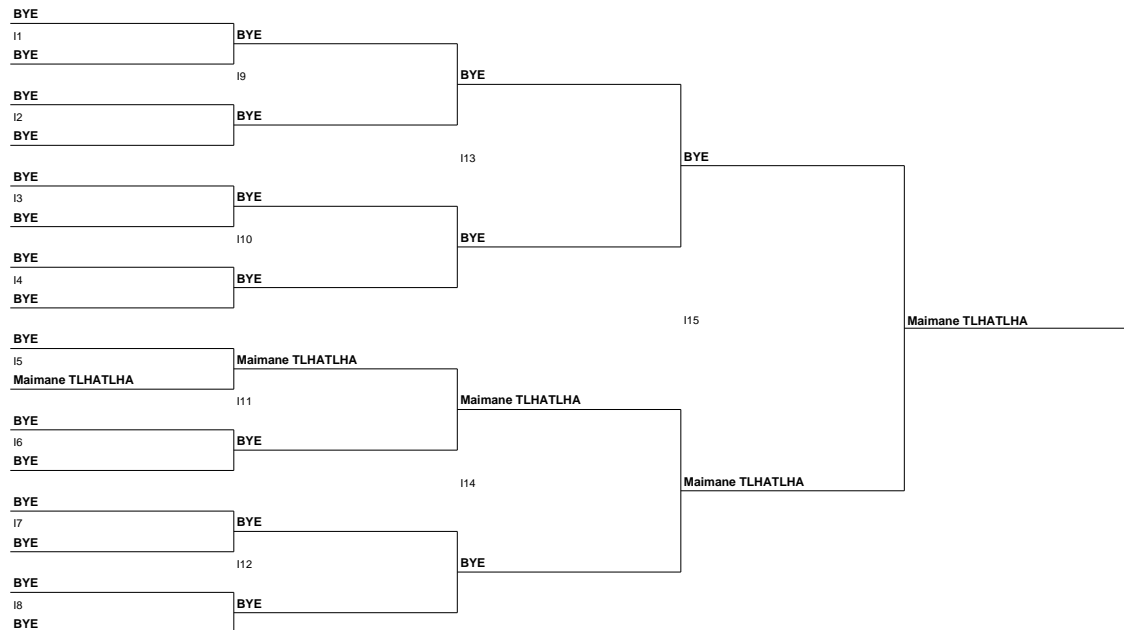 BYE
I1
BYE
BYE
I9
BYE
BYE
I2
BYE
BYE
I13
BYE
BYE
I3
BYE
BYE
I10
BYE
BYE
I4
BYE
BYE
I15
Maimane TLHATLHA
BYE
I5
Maimane TLHATLHA
Maimane TLHATLHA
I11
Maimane TLHATLHA
BYE
I6
BYE
BYE
I14
Maimane TLHATLHA
BYE
I7
BYE
BYE
I12
BYE
BYE
I8
BYE
BYE